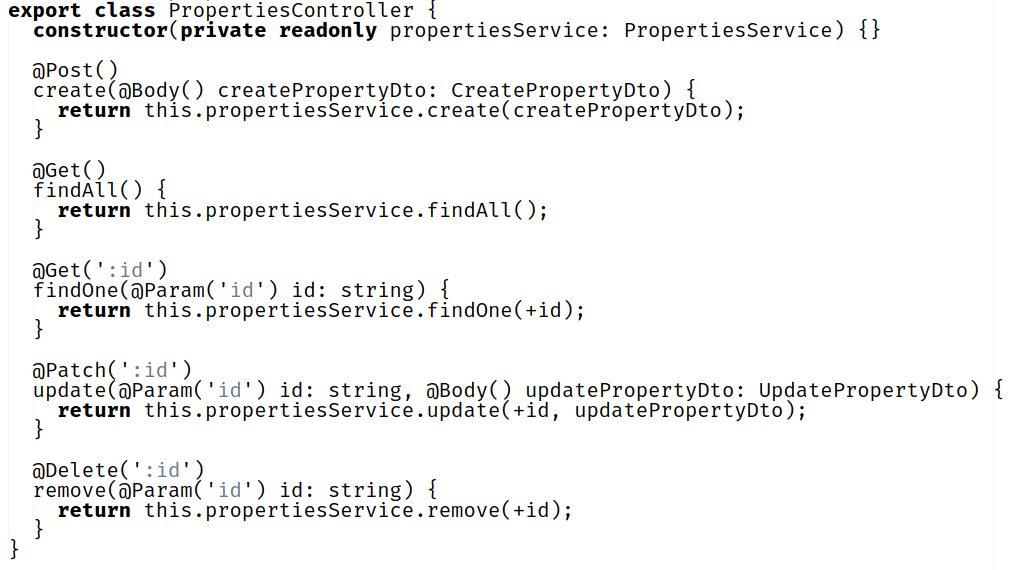 export class PropertiesController {
  constructor(private readonly propertiesService: PropertiesService) {}

  @Post()
  create(@Body() createPropertyDto: CreatePropertyDto) {
    return this.propertiesService.create(createPropertyDto);
  }

  @Get()
  findAll() {
    return this.propertiesService.findAll();
  }

  @Get(':id')
  findOne(@Param('id') id: string) {
    return this.propertiesService.findOne(+id);
  }

  @Patch(':id')
  update(@Param('id') id: string, @Body() updatePropertyDto: UpdatePropertyDto) {
    return this.propertiesService.update(+id, updatePropertyDto);
  }

  @Delete(':id')
  remove(@Param('id') id: string) {
    return this.propertiesService.remove(+id);
  }
}